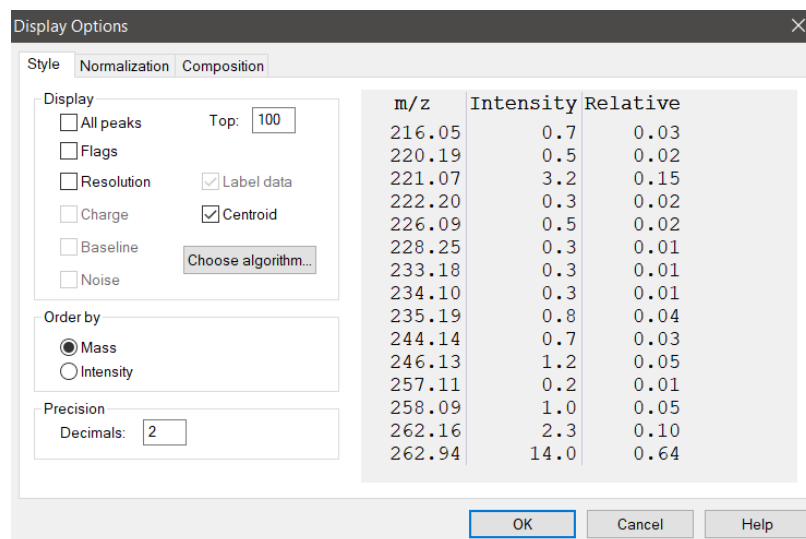 Display Options
Style Normalization Composition
Display
All peaks Top: 100
Flags
Resolution Label data
Charge Centroid
Baseline
Choose algorithm...
Noise
Order by
Mass
Intensity
Precision
Decimals: 2
m/z Intensity Relative
216.05 0.7 0.03
220.19 0.5 0.02
221.07 3.2 0.15
222.20 0.3 0.02
226.09 0.5 0.02
228.25 0.3 0.01
233.18 0.3 0.01
234.10 0.3 0.01
235.19 0.8 0.04
244.14 0.7 0.03
246.13 1.2 0.05
257.11 0.2 0.01
258.09 1.0 0.05
262.16 2.3 0.10
262.94 14.0 0.64
OK Cancel Help